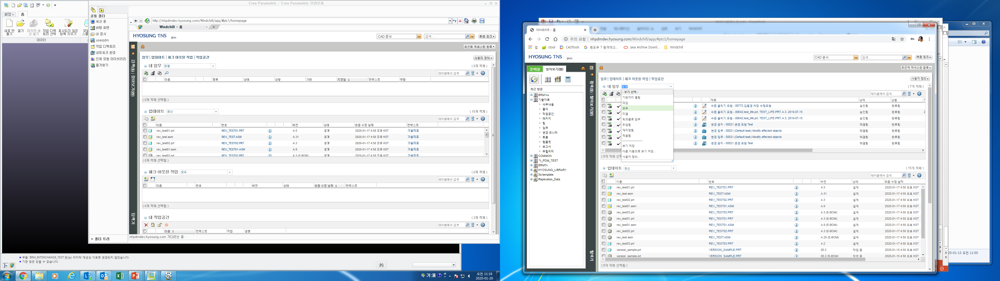 Creo Parametric - Creo Parametric 브라우저
파일
홈
새로 만들기
열기
마지막 세션 열기
작업 디렉토리 선택
표시되지 않은 항목 지우기
데이터
공통 폴더
세션 중
바탕 화면
내 문서
userpdm
작업 디렉토리
네트워크 환경
인체 모형 라이브러리
즐겨찾기
폴더 트리
http://nhpdmdev.hyosung.com/Windchill/app/#ptc1/homepage
Windchill - 홈
HYOSUNG TNS ijkim
CAD 문서 검색 . . . 빠른 링크
최근에 액세스한 항목
검색(S) | 찾아보기(W)
탐색기
임무 | 업데이트 | 체크 아웃된 작업 | 작업공간
사용자 정의
내 임무 미결 (0개 객체)
테이블에서 검색
이름 제목 상태 상황 기한 지정됨 ↓ 컨텍스트 역할
(0개 객체 선택됨)
업데이트 최신 (15개 객체)
테이블에서 검색
이름 번호 버전 상태 최종 수정 날짜 컨텍스트
rev_test01.prt REV_TEST01.PRT A.5 설계 2020-01-17 4:58 오후 KST 기술자료
rev_test.asm REV_TEST.ASM A.31 설계 2020-01-17 4:58 오후 KST 기술자료
rev_test02.prt REV_TEST02.PRT A.3 설계 2020-01-17 4:58 오후 KST 기술자료
rev_test01.asm REV_TEST01.ASM A.9 설계 2020-01-17 4:58 오후 KST 기술자료
rev_test03.prt REV_TEST03.PRT A.3 (E-BOM) 설계 2020-01-17 4:58 오후 KST 기술자료
(0개 객체 선택됨)
체크 아웃된 작업 모두 (0개 객체)
테이블에서 검색
이름 번호 버전 상태 최종 수정 날짜 ↓ 컨텍스트
(0개 객체 선택됨)
내 작업공간 (3개 객체)
테이블에서 검색
이름 ↑ 컨텍스트 작업 설명
nhpdmdev.hyosung.com 기다리는 중…
부품 'BRM_INTERCHANGE_TEST'은(는) 마지막 재생성 이후로 변경되지 않았습니다.
기준 창은 닫을 수 없습니다.
가 漢
오전 11:19
2020-01-20
Windchill - 홈
주의 요함 | nhpdmdev.hyosung.com/Windchill/app/#ptc1/homepage
앱 ctool CADTools 윈도우 7 원격데스... Java Archive Downl... Windchill
HYOSUNG TNS ijkim
CAD 문서 검색 . . . 빠른 링크
검색(S) 찾아보기(W)
최근에 액세스한 항목
최근 방문
BRM1xx
기술자료
세부내용
폴더
작업공간
패키지
팀
임무
변경 모니터
토론
템플릿
보고서
유틸리티
COMMON
가_PDM_TEST
BRM7x
HYOSUNG_LIBRARY
3d-template
Replication_Data
검색(S) | 찾아보기(W)
탐색기
임무 | 업데이트 | 체크 아웃된 작업 | 작업공간
사용자 정의
내 임무 모두 (7개 객체)
테이블에서 검색
- 보기 선택 -
기한까지 열림
마감
모두
미결
워크플로 임무
위임됨
재지정됨
적용됨
보기 저장
다른 이름으로 보기 저장...
사용자 정의...
제목 상태 상황
수준 올리기 요청 - 00772,김동경 차장 수정요청 승인됨 완료됨
수준 올리기 요청 - 00642,test_life.prt, TEST_LIFE.PRT, A.3, 2019-07-15 승인됨 완료됨 2
수준 올리기 요청 - 00642,test_life.prt, TEST_LIFE.PRT, A.3, 2019-07-15 승인됨 완료됨
변경 공지 - 00021,변경 요청 Test 해결됨 완료됨
변경 임무 - 00021,(Default task) Modify affected objects 해결됨 완료됨
변경 임무 - 00021,(Default task) Modify affected objects 해결됨 완료됨
변경 공지 - 00021,변경 요청 Test 해결됨 완료됨
(0개 객체 선택
업데이트 최신 (15개 객체)
테이블에서 검색
이름 번호 버전 상태 최종 수정 날짜
rev_test01.prt REV_TEST01.PRT A.5 설계 2020-01-17 4:58 오후 KST
rev_test.asm REV_TEST.ASM A.31 설계 2020-01-17 4:58 오후 KST
rev_test02.prt REV_TEST02.PRT A.3 설계 2020-01-17 4:58 오후 KST
rev_test01.asm REV_TEST01.ASM A.9 설계 2020-01-17 4:58 오후 KST
rev_test03.prt REV_TEST03.PRT A.3 (E-BOM) 설계 2020-01-17 4:58 오후 KST
rev_test01.prt REV_TEST01.PRT A.3 (E-BOM) 설계 2020-01-17 4:58 오후 KST
rev_test01.asm REV_TEST01.ASM A.9 (E-BOM) 설계 2020-01-17 4:58 오후 KST
rev_test02.prt REV_TEST02.PRT A.3 (E-BOM) 설계 2020-01-17 4:58 오후 KST
rev_test.asm REV_TEST.ASM A.28 (E-BOM) 설계 2020-01-17 4:58 오후 KST
rev_test03.prt REV_TEST03.PRT A.2 설계 2020-01-17 4:58 오후 KST
version_sample.prt VERSION_SAMPLE.PRT 00.2 작업 중 2020-01-17 4:58 오후 KST
version_sample.prt VERSION_SAMPLE.PRT 00.2 (E-BOM) 작업 중 2020-01-17 4:58 오후 KST
(0개 객체 선택됨)
20-01-13 오전 11:00